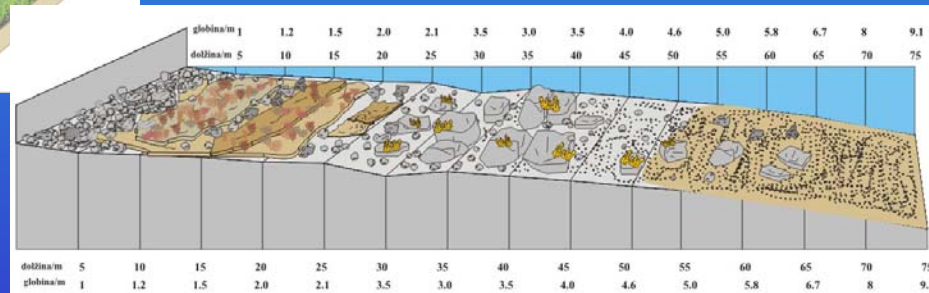 globina/m 1 1.2 1.5 2.0 2.1 3.5 3.0 3.5 4.0 4.6 5.0 5.8 6.7 8 9.1
dolžina/m 5 10 15 20 25 30 35 40 45 50 55 60 65 70 75
dolžina/m 5 10 15 20 25 30 35 40 45 50 55 60 65 70 75
globina/m 1 1.2 1.5 2.0 2.1 3.5 3.0 3.5 4.0 4.6 5.0 5.8 6.7 8 9.